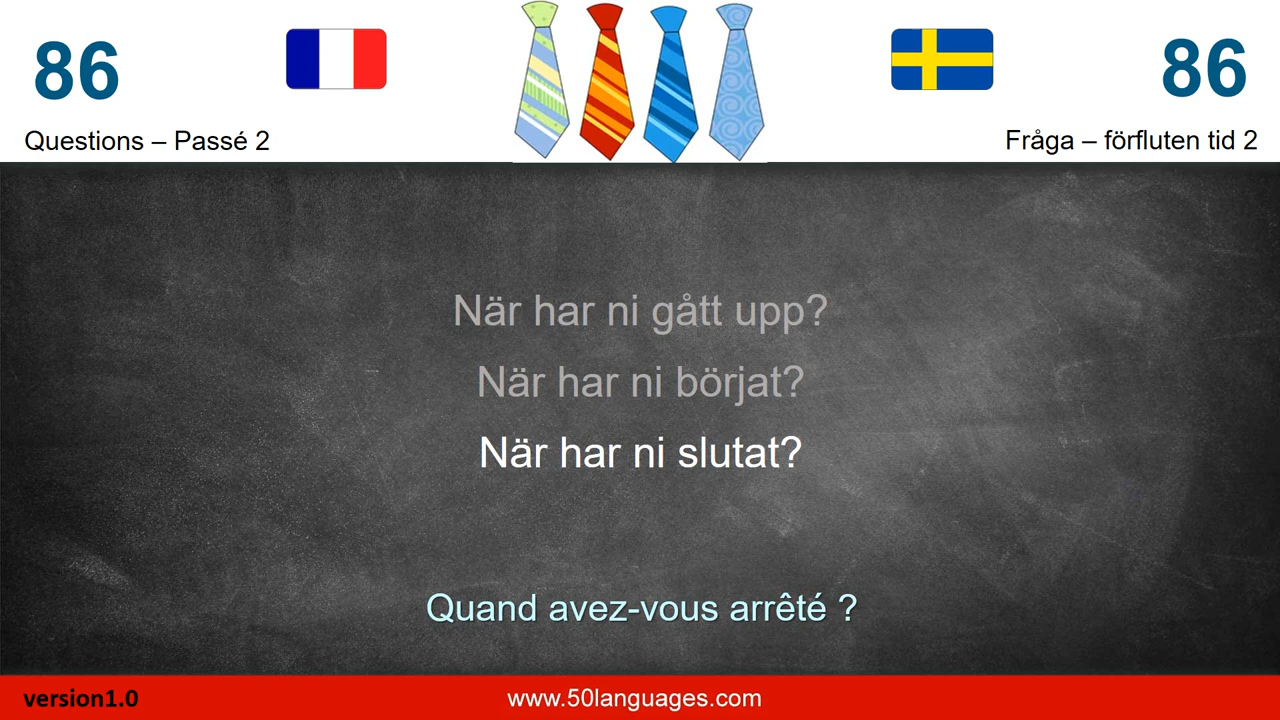 86
86
Questions – Passé 2
Fråga – förfluten tid 2
När har ni gått upp?
När har ni börjat?
När har ni slutat?
Quand avez-vous arrêté ?
version1.0
www.50languages.com